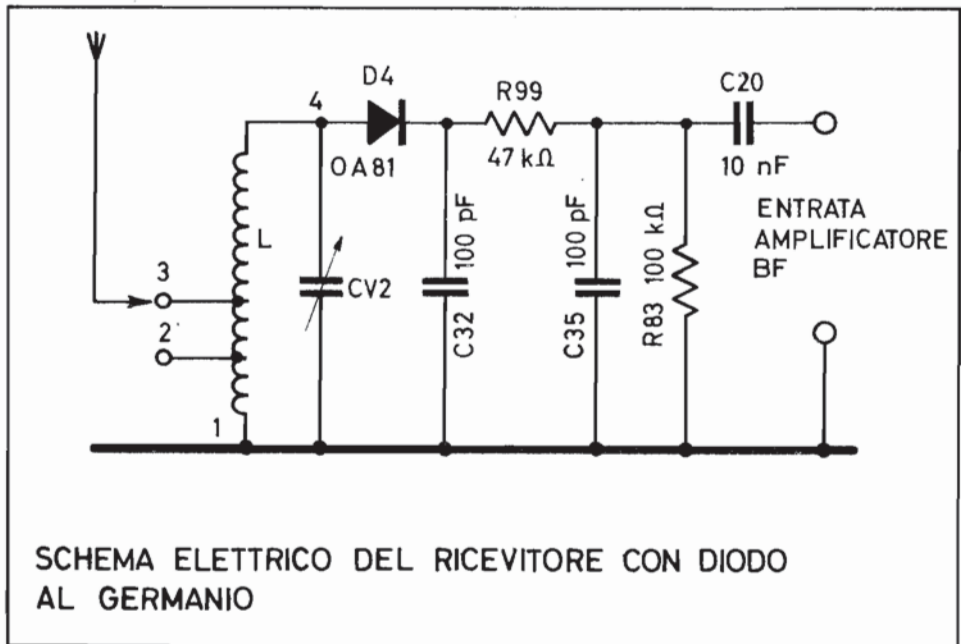 D4
4
OA81
R99
47 kΩ
C20
10 nF
L
3
2
1
CV2
100 pF
C32
100 pF
C35
100 kΩ
R83
ENTRATA
AMPLIFICATORE
BF
SCHEMA ELETTRICO DEL RICEVITORE CON DIODO
AL GERMANIO